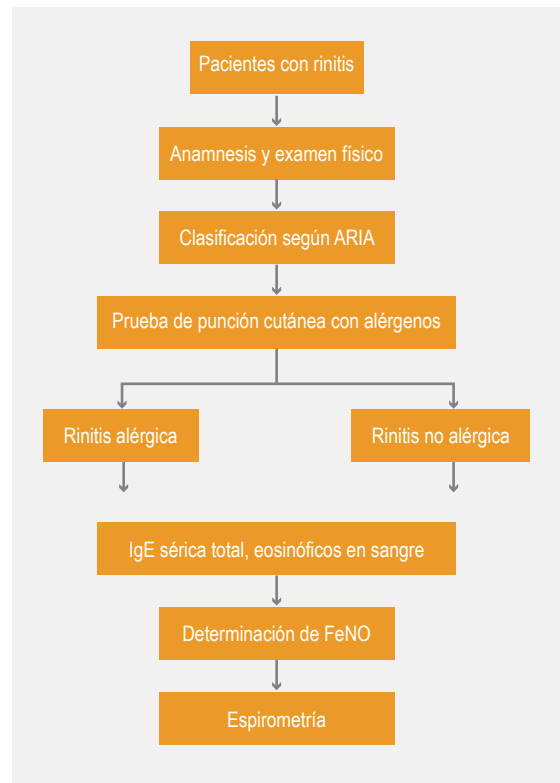 Pacientes con rinitis
Anamnesis y examen físico
Clasificación según ARIA
Prueba de punción cutánea con alérgenos
Rinitis alérgica
Rinitis no alérgica
IgE sérica total, eosinóficos en sangre
Determinación de FeNO
Espirometría